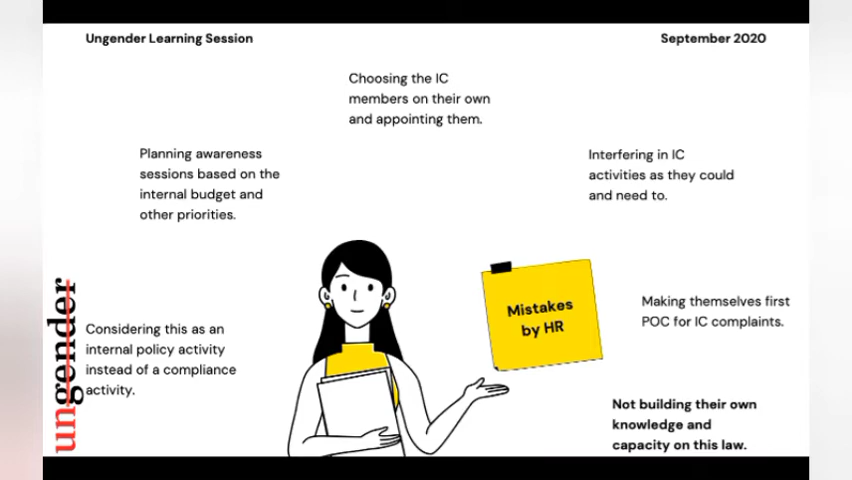 Ungender Learning Session
September 2020
Choosing the IC
members on their own
and appointing them.
Planning awareness
sessions based on the
internal budget and
other priorities.
Interfering in IC
activities as they could
and need to.
Mistakes
by HR
Making themselves first
POC for IC complaints.
Considering this as an
internal policy activity
instead of a compliance
activity.
Not building their own
knowledge and
capacity on this law.
ungender